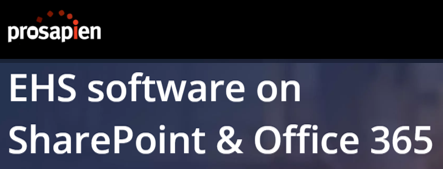 prosapien
EHS software on
SharePoint & Office 365